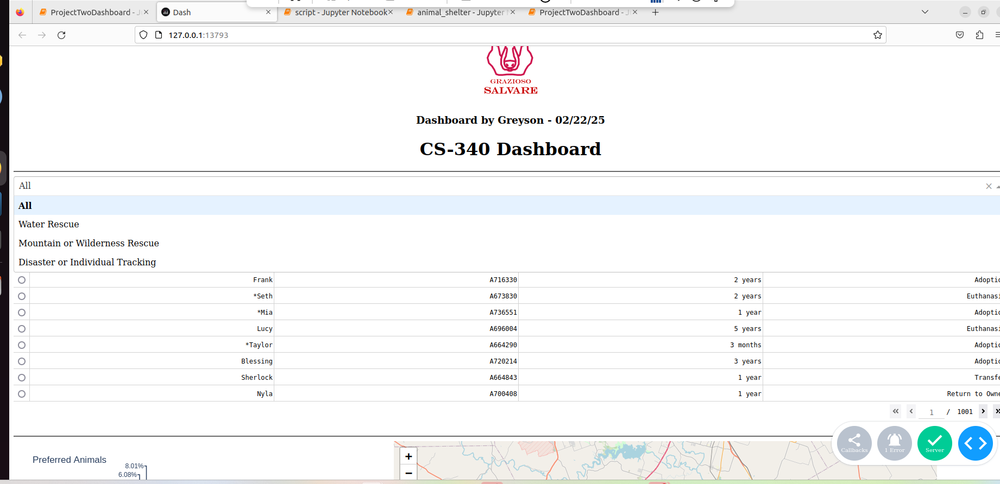 ProjectTwoDashboard - J
Dash
script - Jupyter Notebook
animal_shelter - Jupyter
ProjectTwoDashboard - J
127.0.0.1:13793
GRAZIOSO
SALVARE
Dashboard by Greyson - 02/22/25
CS-340 Dashboard
All
All
Water Rescue
Mountain or Wilderness Rescue
Disaster or Individual Tracking
Frank A716330 2 years Adoptio
*Seth A673830 2 years Euthanasi
*Mia A736551 1 year Adoptio
Lucy A696004 5 years Euthanasi
*Taylor A664290 3 months Adoptio
Blessing A720214 3 years Adoptio
Sherlock A664843 1 year Transfe
Nyla A700408 1 year Return to Owne
« ‹ 1 / 1001 › »
Callbacks
1 Error
Server
Preferred Animals
8.01%
6.08%
+
−